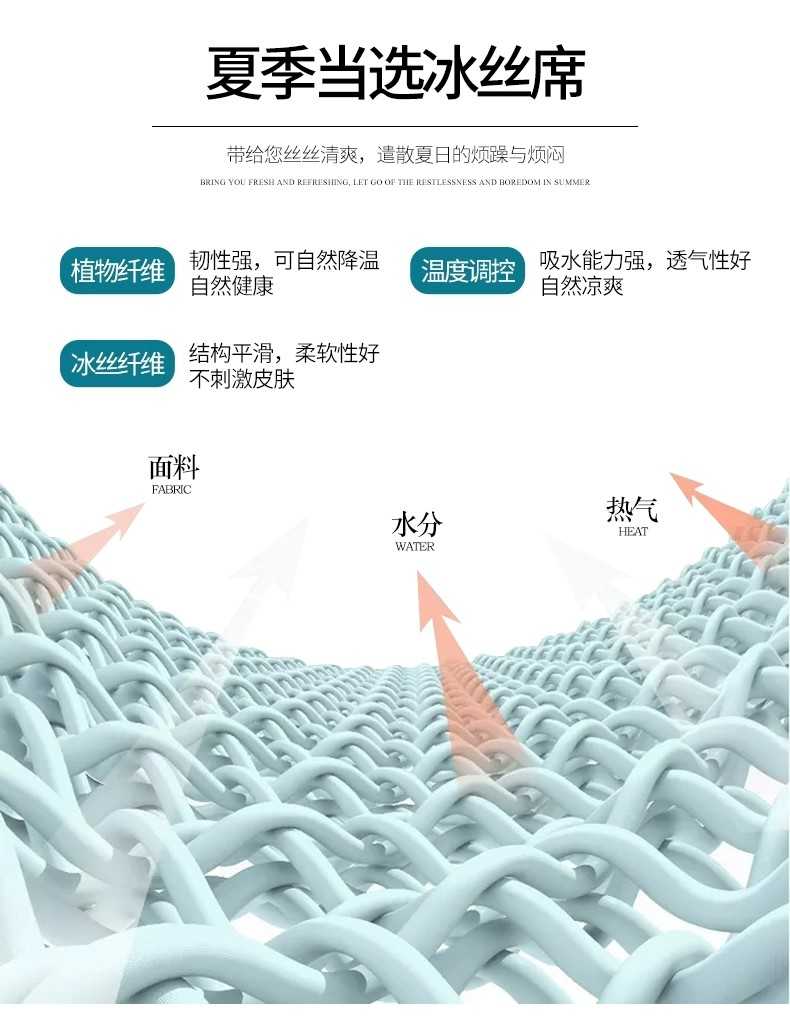 夏季当选冰丝席
带给您丝丝清爽，遣散夏日的烦躁与烦闷
BRING YOU FRESH AND REFRESHING, LET GO OF THE RESTLESSNESS AND BOREDOM IN SUMMER
植物纤维
韧性强，可自然降温
自然健康
温度调控
吸水能力强，透气性好
自然凉爽
冰丝纤维
结构平滑，柔软性好
不刺激皮肤
面料
FABRIC
水分
WATER
热气
HEAT